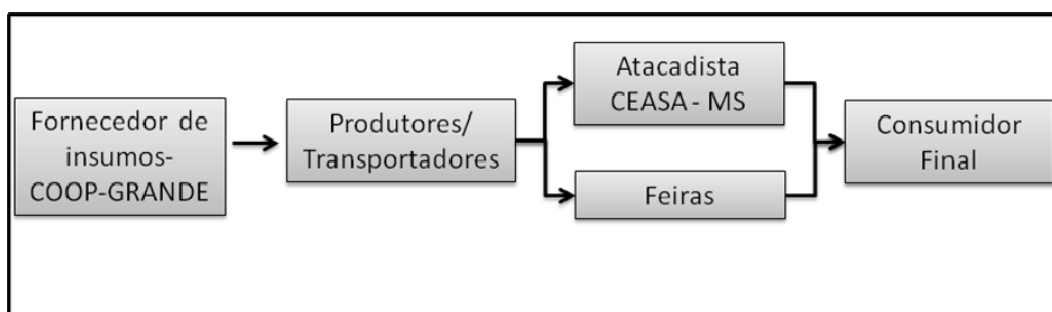 Fornecedor de
insumos-
COOP-GRANDE
Produtores/
Transportadores
Atacadista
CEASA - MS
Feiras
Consumidor
Final